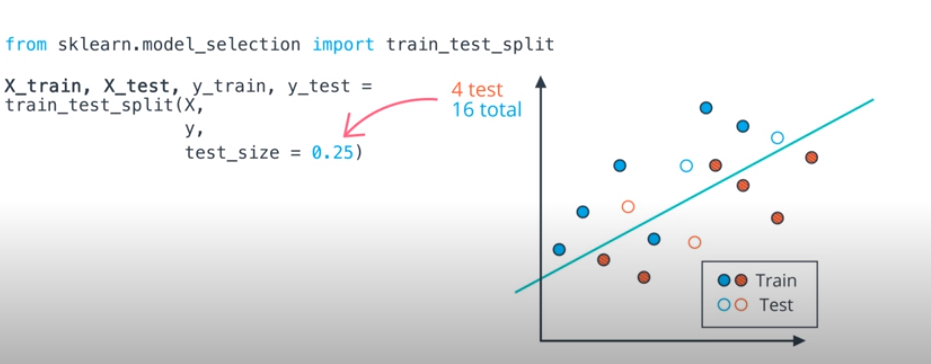 from sklearn.model_selection import train_test_split
X_train, X_test, y_train, y_test =
train_test_split(X,
y,
test_size = 0.25)
4 test
16 total
Train
Test